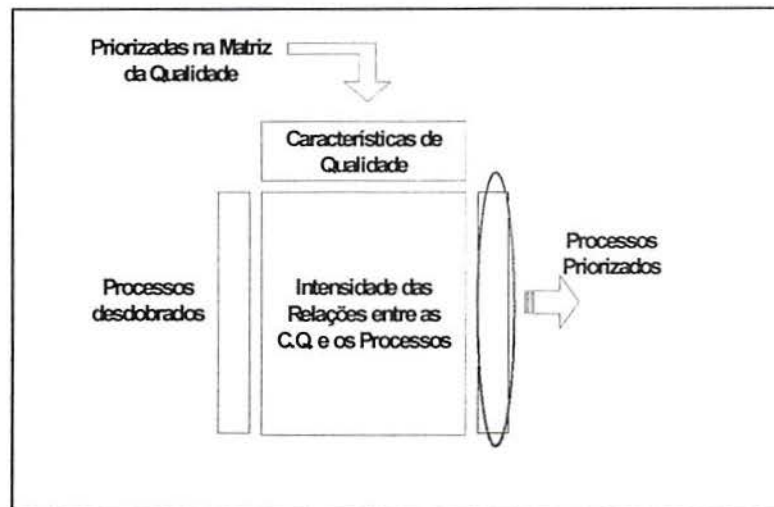 Priorizadas na Matriz
da Qualidade
Características de
Qualidade
Processos
desdobrados
Intensidade das
Relações entre as
C.Q. e os Processos
Processos
Priorizados